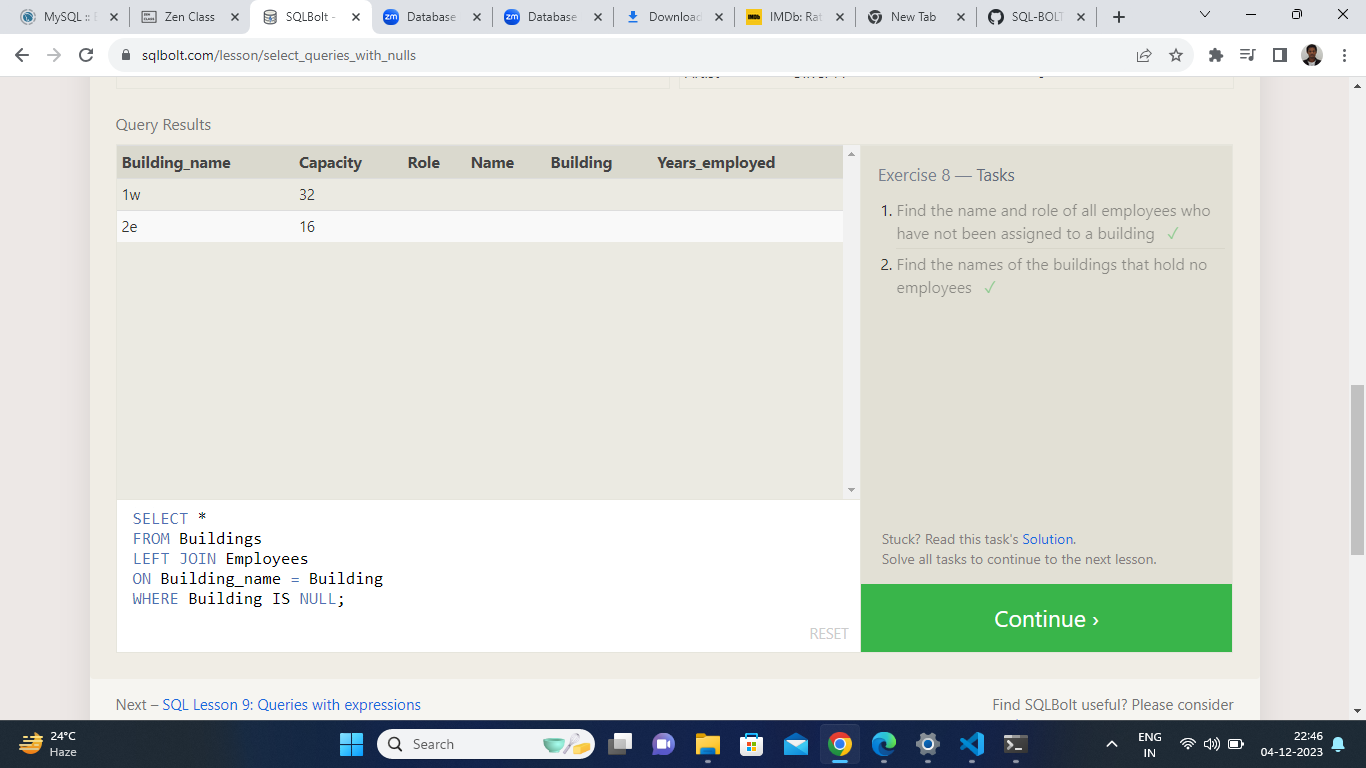 MySQL ::
Zen Class
SQLBolt -
Database
Database
Download
IMDb: Rat
New Tab
SQL-BOLT
sqlbolt.com/lesson/select_queries_with_nulls
Query Results
Building_name Capacity Role Name Building Years_employed
1w 32
2e 16
Exercise 8 — Tasks
1. Find the name and role of all employees who
have not been assigned to a building ✓
2. Find the names of the buildings that hold no
employees ✓
Stuck? Read this task's Solution.
Solve all tasks to continue to the next lesson.
Continue ›
SELECT *
FROM Buildings
LEFT JOIN Employees
ON Building_name = Building
WHERE Building IS NULL;
RESET
Next – SQL Lesson 9: Queries with expressions
Find SQLBolt useful? Please consider
24°C
Haze
Search
ENG
IN
22:46
04-12-2023